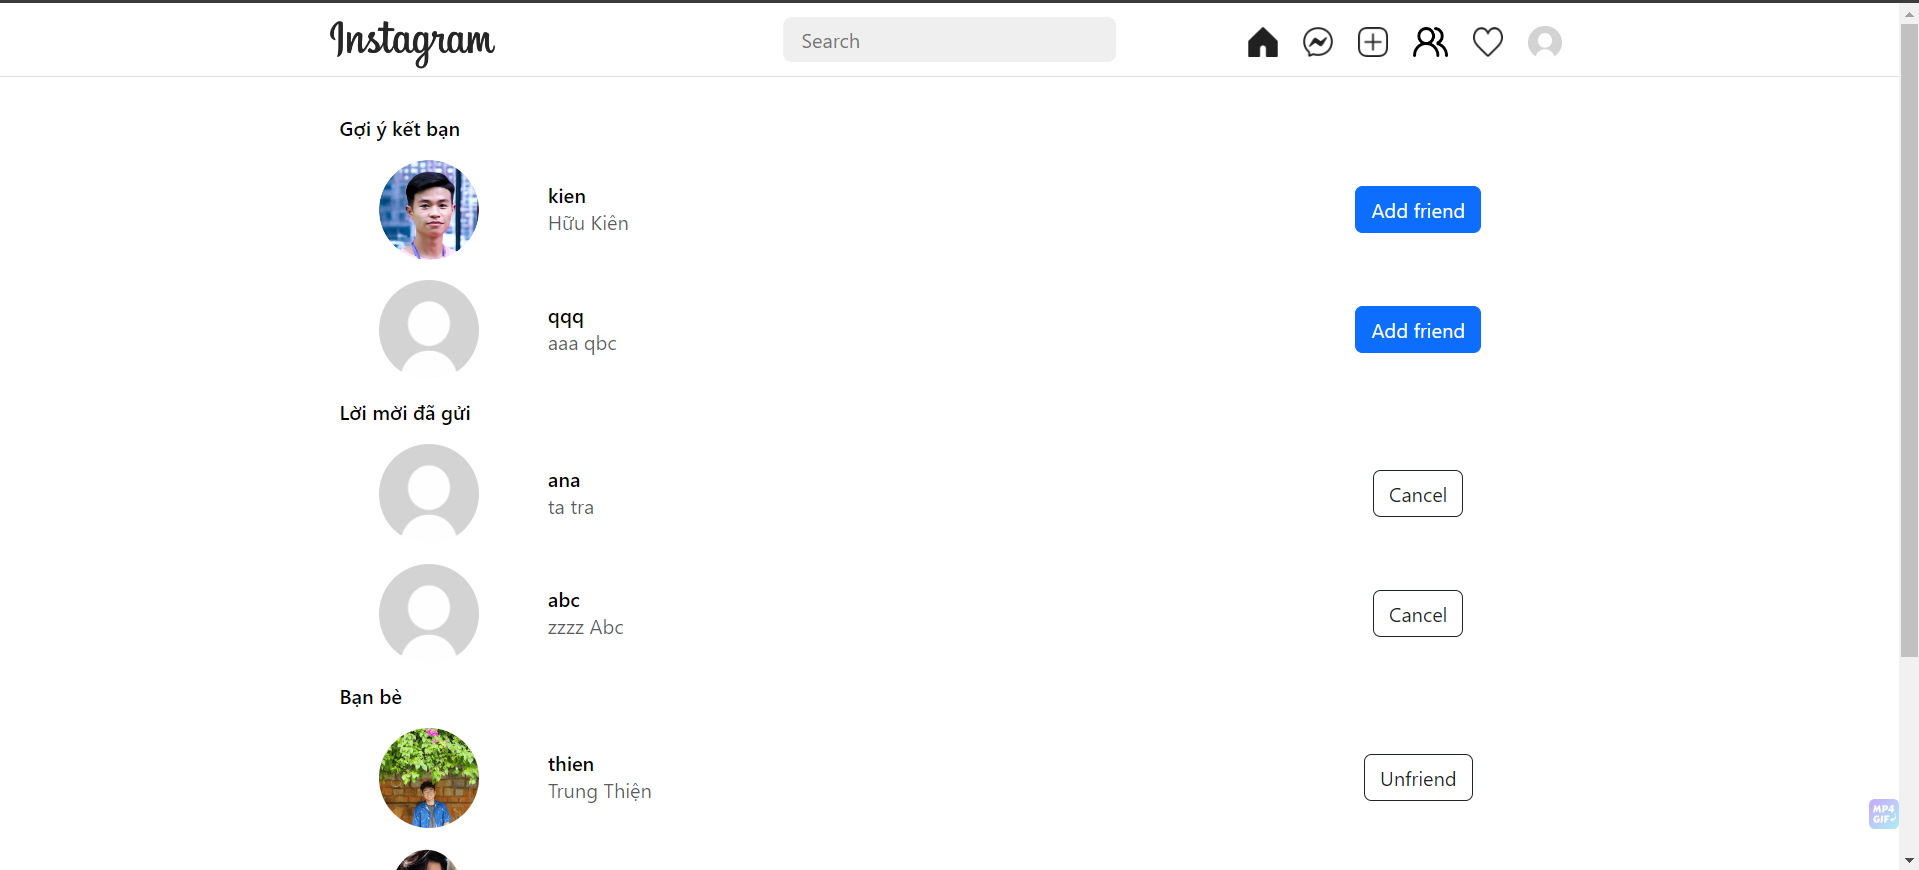 Instagram
Search
Gợi ý kết bạn
kien
Hữu Kiên
Add friend
qqq
aaa qbc
Add friend
Lời mời đã gửi
ana
ta tra
Cancel
abc
zzzz Abc
Cancel
Bạn bè
thien
Trung Thiện
Unfriend
MP4
GIF